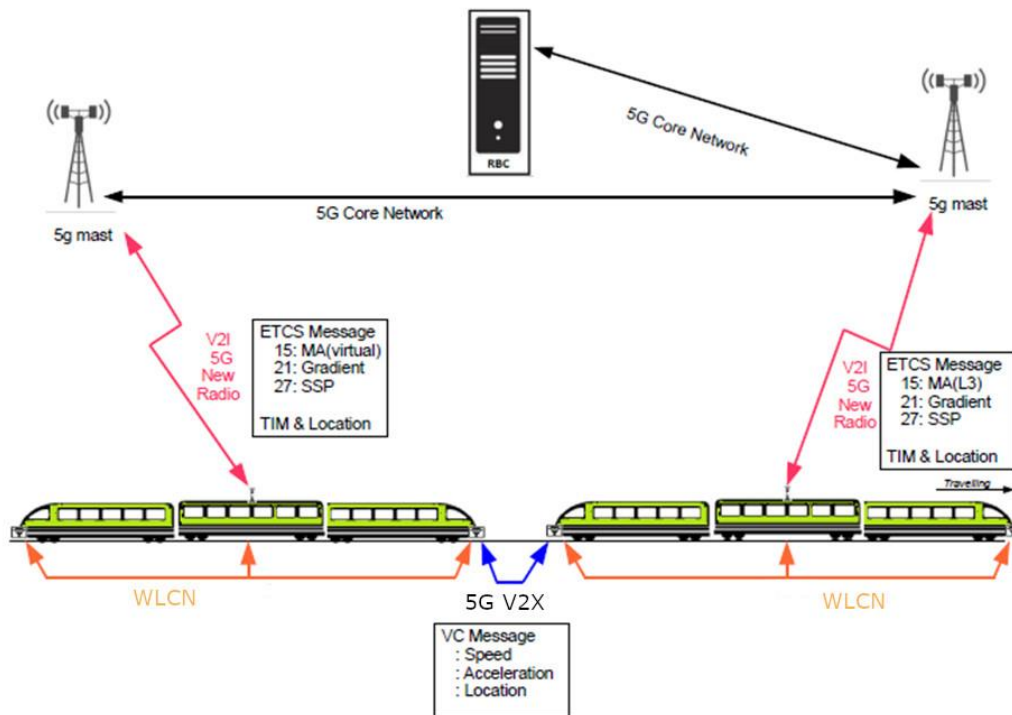 RBC
5G Core Network
5G Core Network
5g mast
5g mast
V2I
5G
New
Radio
ETCS Message
15: MA(virtual)
21: Gradient
27: SSP
TIM & Location
V2I
5G
New
Radio
ETCS Message
15: MA(L3)
21: Gradient
27: SSP
TIM & Location
Travelling
WLCN
5G V2X
WLCN
VC Message
: Speed
: Acceleration
: Location